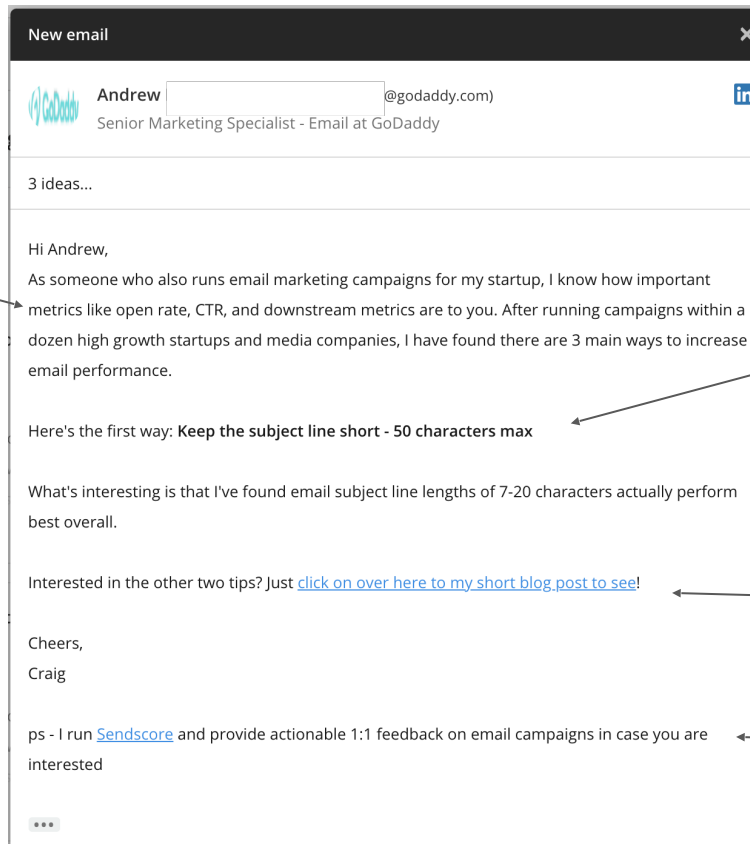 New email
GoDaddy
Andrew @godaddy.com)
in
Senior Marketing Specialist - Email at GoDaddy
3 ideas...
Hi Andrew,
As someone who also runs email marketing campaigns for my startup, I know how important
metrics like open rate, CTR, and downstream metrics are to you. After running campaigns within a
dozen high growth startups and media companies, I have found there are 3 main ways to increase
email performance.
Here's the first way: Keep the subject line short - 50 characters max
What's interesting is that I've found email subject line lengths of 7-20 characters actually perform
best overall.
Interested in the other two tips? Just click on over here to my short blog post to see!
Cheers,
Craig
ps - I run Sendscore and provide actionable 1:1 feedback on email campaigns in case you are
interested